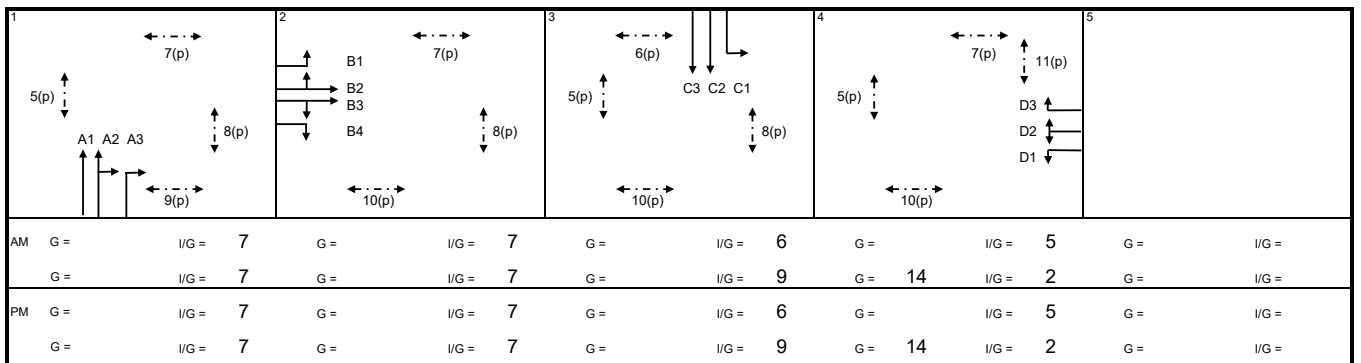 1 2 3 4 5
7(p) 7(p) 6(p) 7(p)
B1 11(p)
5(p) B2 C3 C2 C1 5(p)
B3 5(p) D3
8(p) B4 8(p) 8(p) D2
A1 A2 A3 D1
9(p) 10(p) 10(p) 10(p)
AM G = I/G = 7 G = I/G = 7 G = I/G = 6 G = I/G = 5 G = I/G =
G = I/G = 7 G = I/G = 7 G = I/G = 9 G = 14 I/G = 2 G = I/G =
PM G = I/G = 7 G = I/G = 7 G = I/G = 6 G = I/G = 5 G = I/G =
G = I/G = 7 G = I/G = 7 G = I/G = 9 G = 14 I/G = 2 G = I/G =